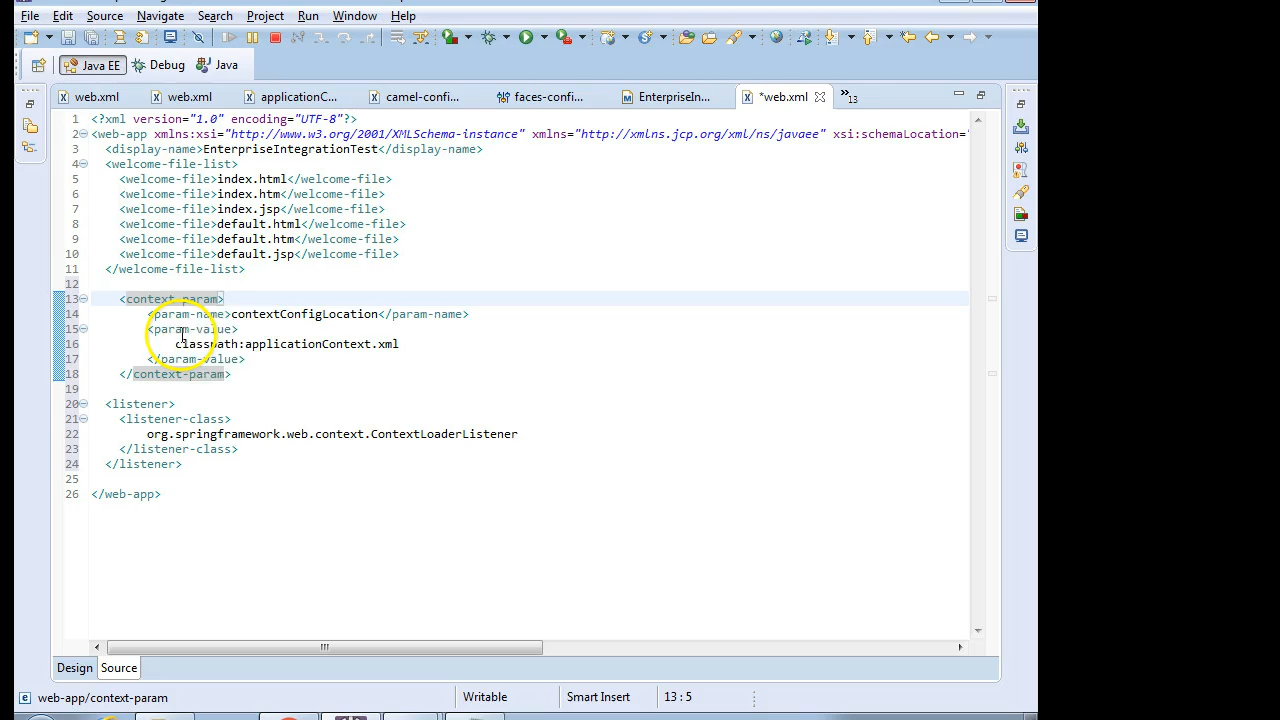 File Edit Source Navigate Search Project Run Window Help
Java EE Debug Java
web.xml web.xml applicationC... camel-confi... faces-confi... EnterpriseIn... *web.xml 13
1 <?xml version="1.0" encoding="UTF-8"?>
2 <web-app xmlns:xsi="http://www.w3.org/2001/XMLSchema-instance" xmlns="http://xmlns.jcp.org/xml/ns/javaee" xsi:schemaLocation="
3 <display-name>EnterpriseIntegrationTest</display-name>
4 <welcome-file-list>
5 <welcome-file>index.html</welcome-file>
6 <welcome-file>index.htm</welcome-file>
7 <welcome-file>index.jsp</welcome-file>
8 <welcome-file>default.html</welcome-file>
9 <welcome-file>default.htm</welcome-file>
10 <welcome-file>default.jsp</welcome-file>
11 </welcome-file-list>
12
13 <context-param>
14 <param-name>contextConfigLocation</param-name>
15 <param-value>
16 classpath:applicationContext.xml
17 </param-value>
18 </context-param>
19
20 <listener>
21 <listener-class>
22 org.springframework.web.context.ContextLoaderListener
23 </listener-class>
24 </listener>
25
26 </web-app>
Design Source
web-app/context-param Writable Smart Insert 13 : 5